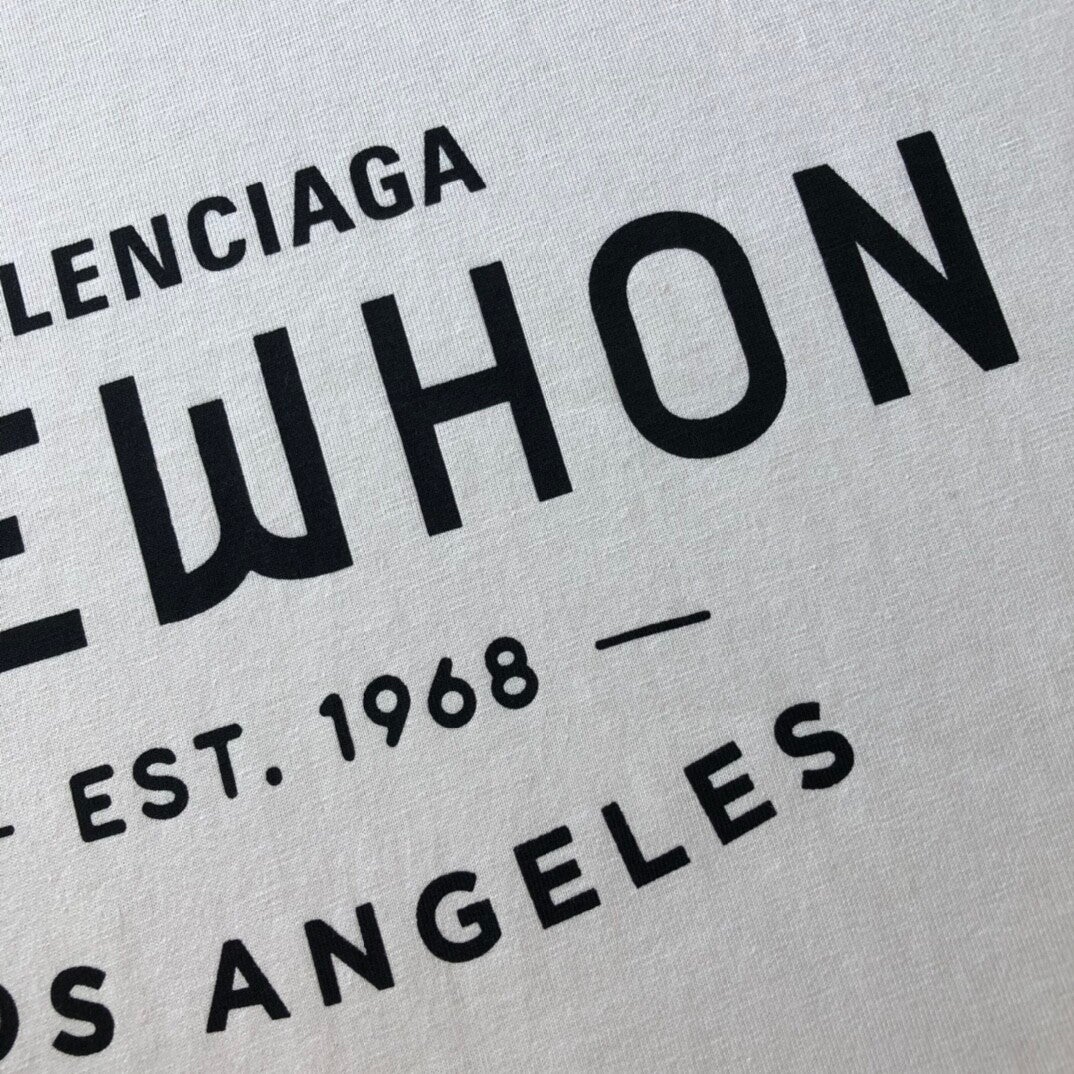 LENCIAGA
EWHON
— EST. 1968 —
OS ANGELES